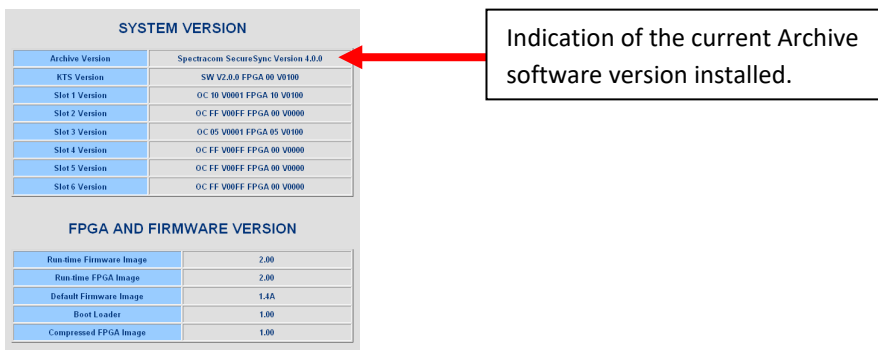 SYSTEM VERSION
Archive Version Spectracom SecureSync Version 4.0.0
KTS Version SW V2.0.0 FPGA 00 V0100
Slot 1 Version OC 10 V0001 FPGA 10 V0100
Slot 2 Version OC FF V00FF FPGA 00 V0000
Slot 3 Version OC 05 V0001 FPGA 05 V0100
Slot 4 Version OC FF V00FF FPGA 00 V0000
Slot 5 Version OC FF V00FF FPGA 00 V0000
Slot 6 Version OC FF V00FF FPGA 00 V0000
FPGA AND FIRMWARE VERSION
Run-time Firmware Image 2.00
Run-time FPGA Image 2.00
Default Firmware Image 1.4A
Boot Loader 1.00
Compressed FPGA Image 1.00
Indication of the current Archive
software version installed.